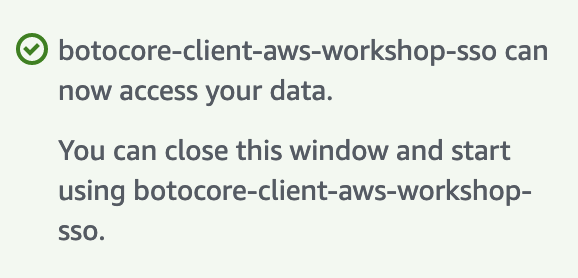 botocore-client-aws-workshop-sso can
now access your data.
You can close this window and start
using botocore-client-aws-workshop-
sso.